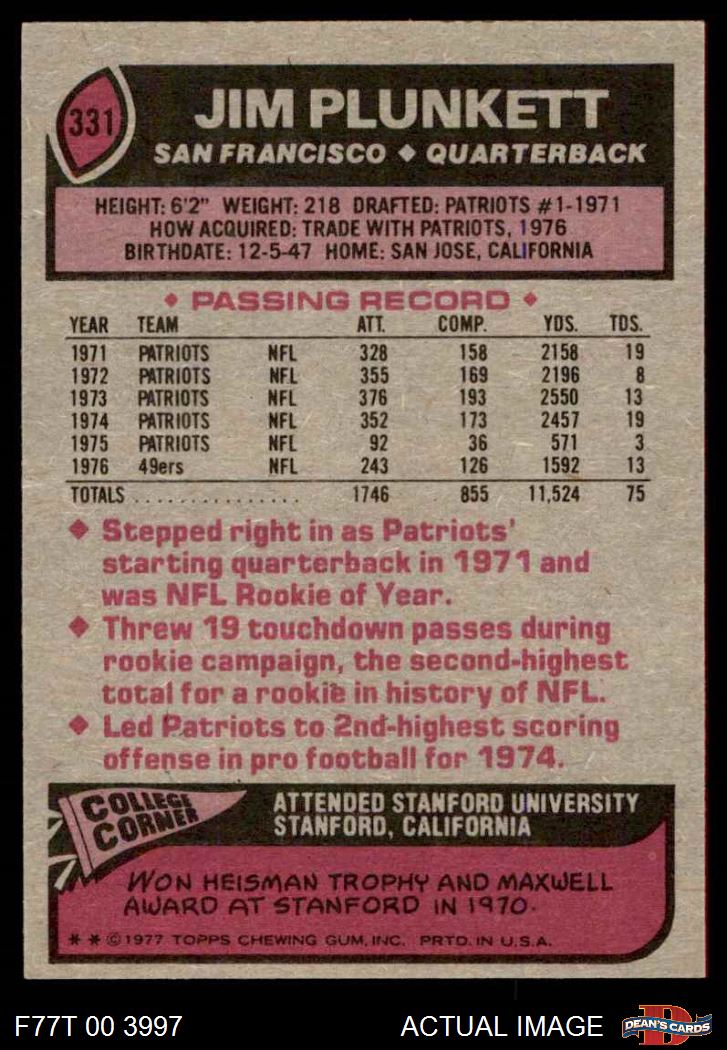 331
JIM PLUNKETT
SAN FRANCISCO ◆ QUARTERBACK
HEIGHT: 6'2" WEIGHT: 218 DRAFTED: PATRIOTS #1-1971
HOW ACQUIRED: TRADE WITH PATRIOTS, 1976
BIRTHDATE: 12-5-47 HOME: SAN JOSE, CALIFORNIA
◆ PASSING RECORD ◆
YEAR TEAM ATT. COMP. YDS. TDS.
1971 PATRIOTS NFL 328 158 2158 19
1972 PATRIOTS NFL 355 169 2196 8
1973 PATRIOTS NFL 376 193 2550 13
1974 PATRIOTS NFL 352 173 2457 19
1975 PATRIOTS NFL 92 36 571 3
1976 49ers NFL 243 126 1592 13
TOTALS . . . . . . . . . . . . . . . 1746 855 11,524 75
◆ Stepped right in as Patriots'
starting quarterback in 1971 and
was NFL Rookie of Year.
◆ Threw 19 touchdown passes during
rookie campaign, the second-highest
total for a rookie in history of NFL.
◆ Led Patriots to 2nd-highest scoring
offense in pro football for 1974.
COLLEGE
CORNER
ATTENDED STANFORD UNIVERSITY
STANFORD, CALIFORNIA
WON HEISMAN TROPHY AND MAXWELL
AWARD AT STANFORD IN 1970.
* * © 1977 TOPPS CHEWING GUM, INC. PRTD. IN U.S.A.
F77T 00 3997 ACTUAL IMAGE
D
DEAN'S CARDS